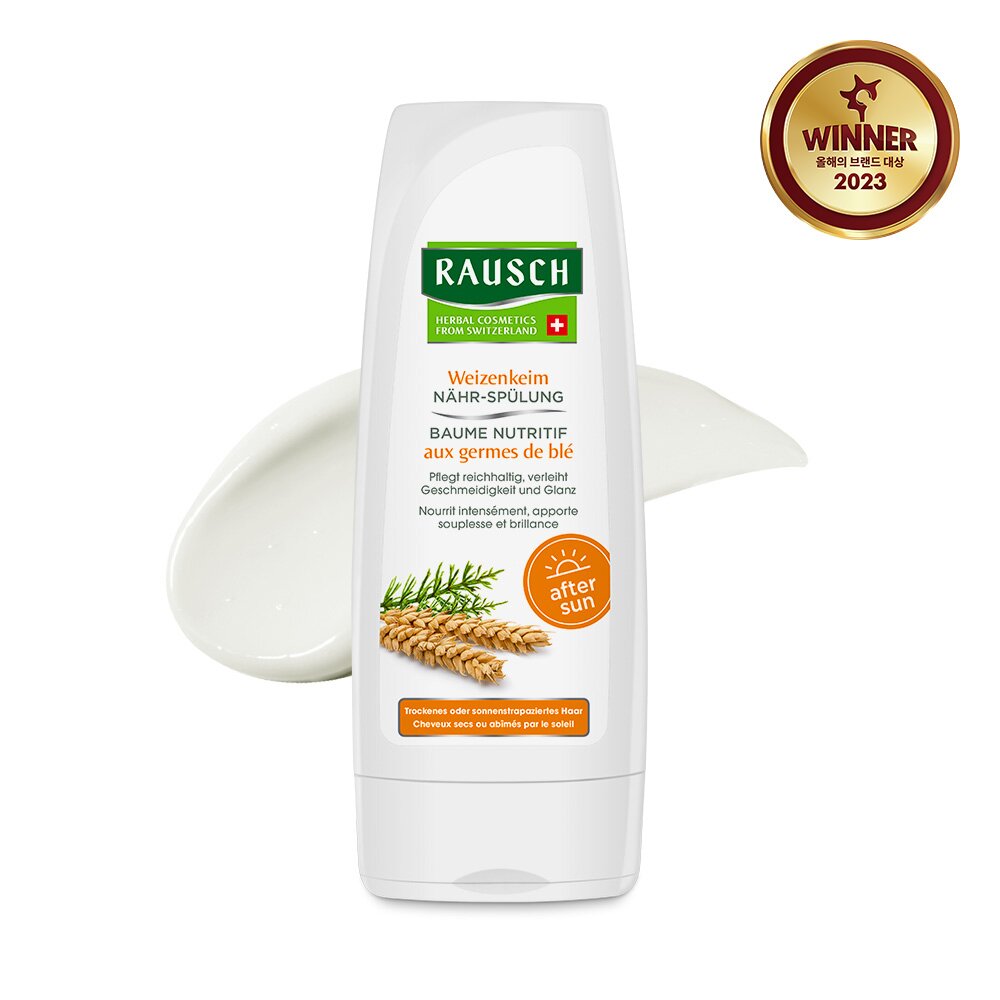 WINNER
올해의 브랜드 대상
2023
RAUSCH
HERBAL COSMETICS
FROM SWITZERLAND
Weizenkeim
NÄHR-SPÜLUNG
BAUME NUTRITIF
aux germes de blé
Pflegt reichhaltig, verleiht
Geschmeidigkeit und Glanz
Nourrit intensément, apporte
souplesse et brillance
after
sun
Trockenes oder sonnenstrapaziertes Haar
Cheveux secs ou abîmés par le soleil